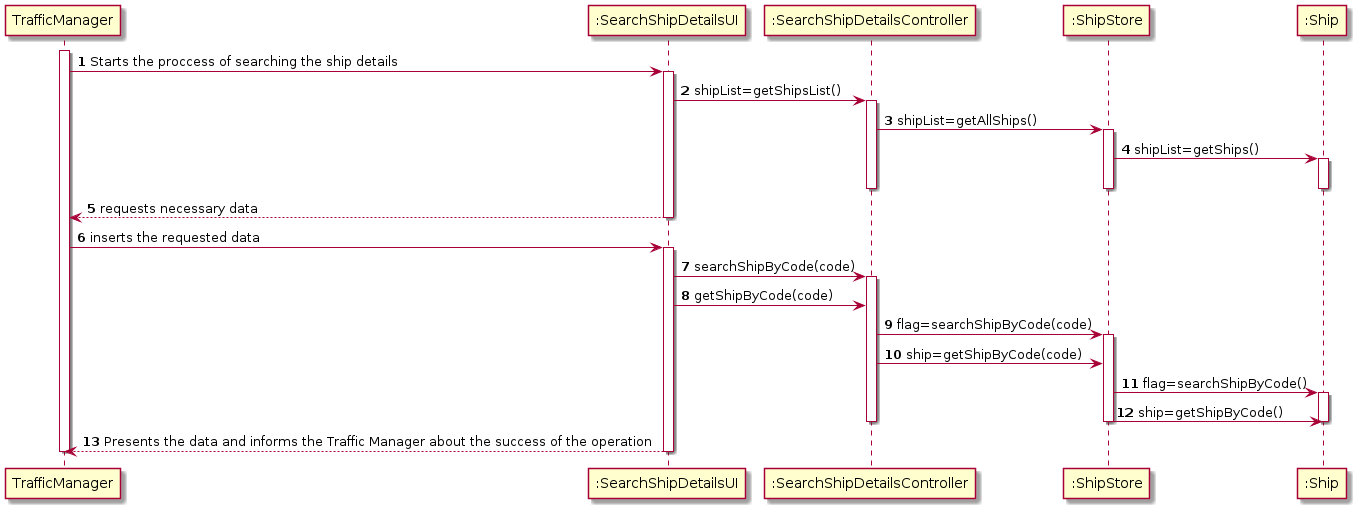 TrafficManager
:SearchShipDetailsUI
:SearchShipDetailsController
:ShipStore
:Ship
1 Starts the proccess of searching the ship details
2 shipList=getShipsList()
3 shipList=getAllShips()
4 shipList=getShips()
5 requests necessary data
6 inserts the requested data
7 searchShipByCode(code)
8 getShipByCode(code)
9 flag=searchShipByCode(code)
10 ship=getShipByCode(code)
11 flag=searchShipByCode()
12 ship=getShipByCode()
13 Presents the data and informs the Traffic Manager about the success of the operation
TrafficManager
:SearchShipDetailsUI
:SearchShipDetailsController
:ShipStore
:Ship